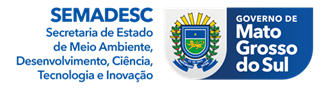 SEMADESC
Secretaria de Estado
de Meio Ambiente,
Desenvolvimento, Ciência,
Tecnologia e Inovação
GOVERNO DE
Mato
Grosso
do Sul